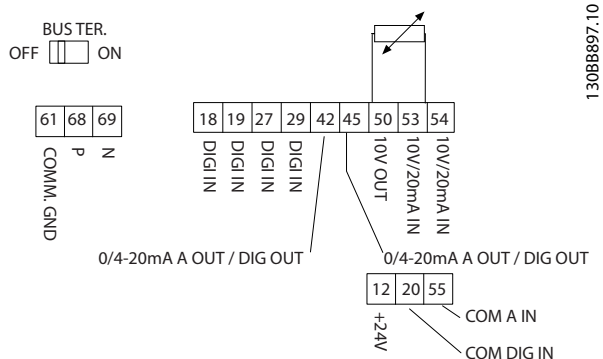 BUS TER.
OFF ON
130BB897.10
61 68 69
COMM. GND
P
N
18 19 27 29 42 45 50 53 54
DIGI IN
DIGI IN
DIGI IN
DIGI IN
10V OUT
10V/20mA IN
10V/20mA IN
0/4-20mA A OUT / DIG OUT
0/4-20mA A OUT / DIG OUT
12 20 55
+24V
COM A IN
COM DIG IN